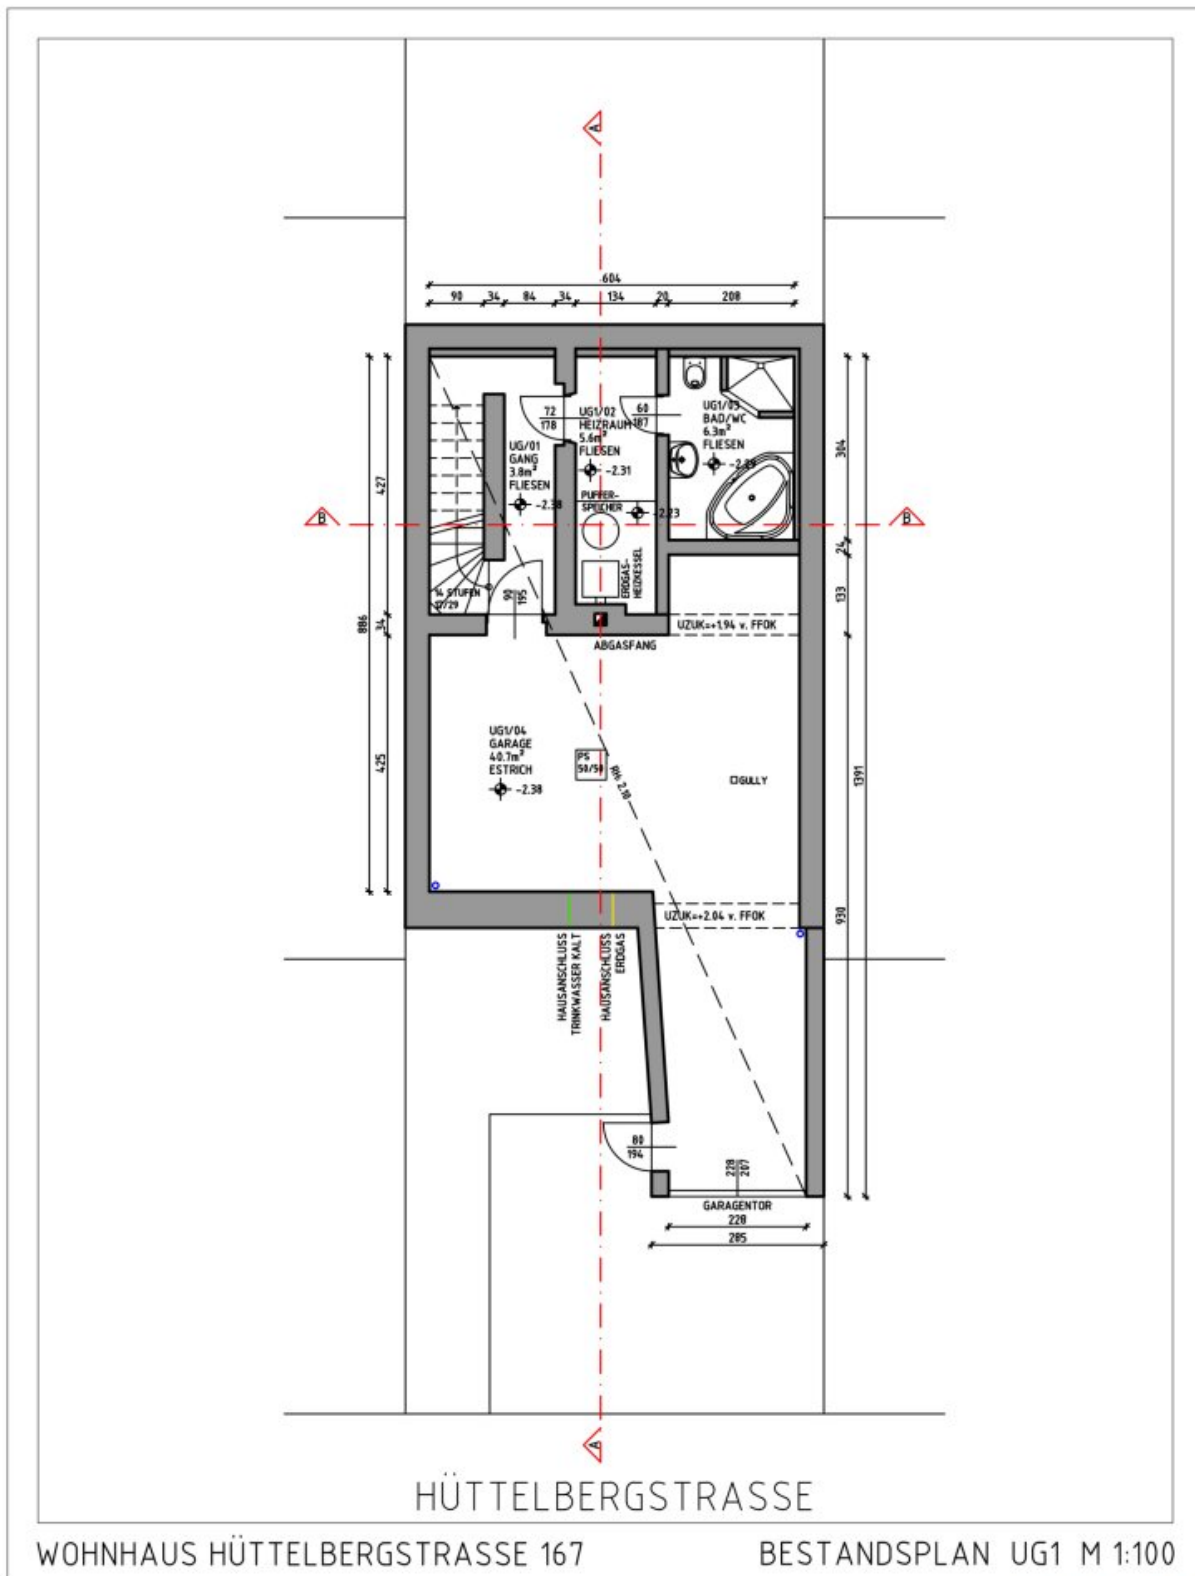 A
604
90 34 84 34 134 20 208
72
178
UG1/02
HEIZRAUM
5.6m²
FLIESEN
-2.31
60
187
UG1/03
BAD/WC
6.3m²
FLIESEN
UG/01
GANG
3.8m²
FLIESEN
-2.38
PUFFER-
SPEICHER
-2.23
ERDGAS-
HEIZKESSEL
B
B
14 STUFEN
17/29
90
195
427
34
425
886
304
24
133
930
1391
UZUK=+1.94 v. FFOK
ABGASFANG
UG1/04
GARAGE
40.7m²
ESTRICH
-2.38
PS
50/50
RH: 2.18
GULLY
UZUK=+2.04 v. FFOK
HAUSANSCHLUSS
TRINKWASSER KALT
HAUSANSCHLUSS
ERDGAS
80
194
228
207
GARAGENTOR
228
285
A
HÜTTELBERGSTRASSE
WOHNHAUS HÜTTELBERGSTRASSE 167
BESTANDSPLAN UG1 M 1:100